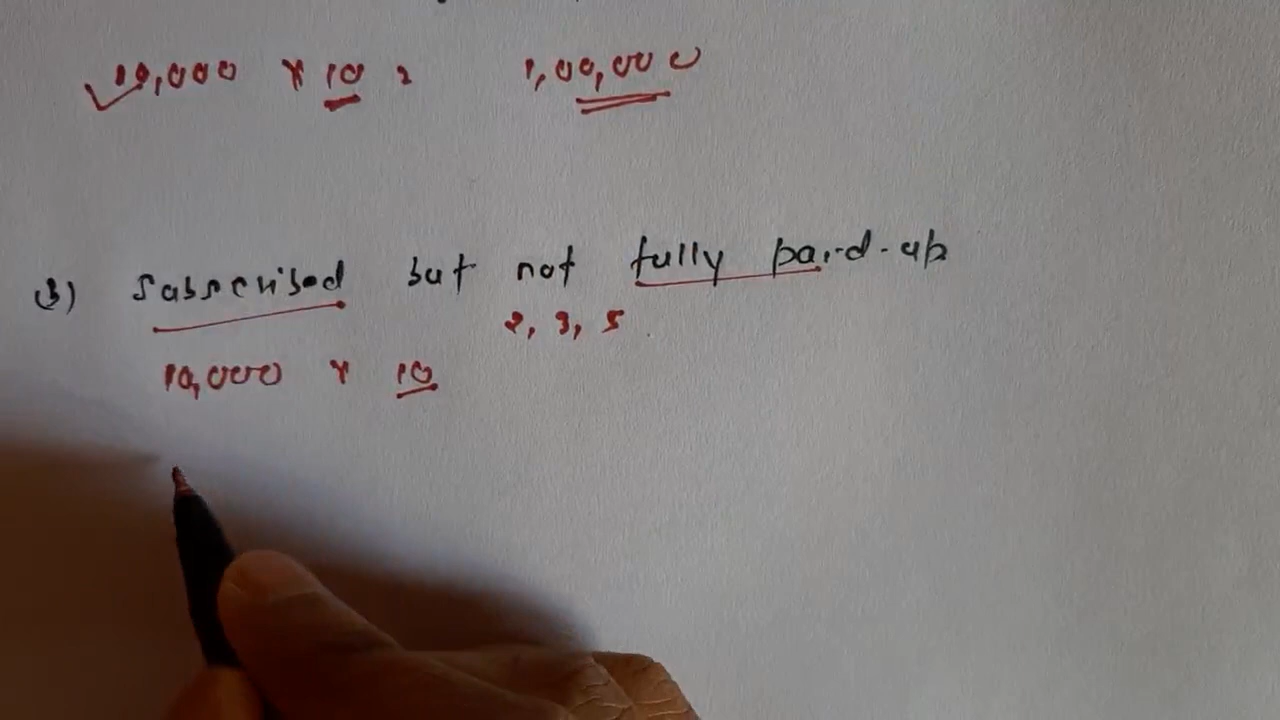 10,000 × 10 = 1,00,000
(3) Subscribed but not fully paid-up
2, 3, 5
10,000 × 10